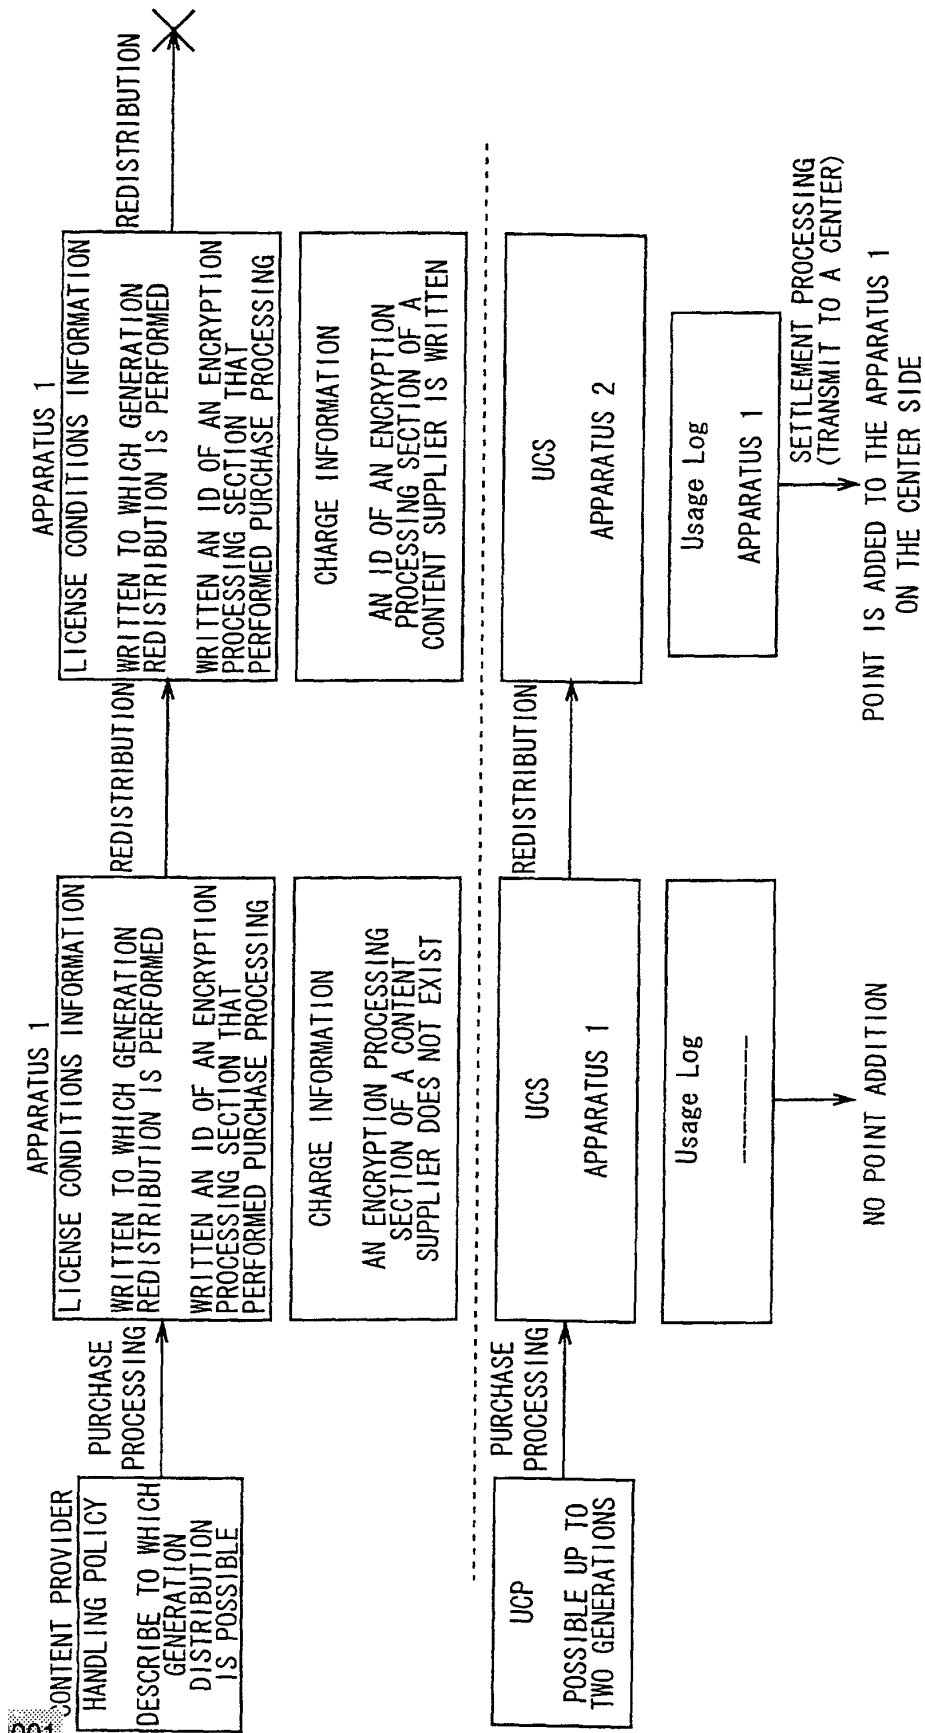 CONTENT PROVIDER
HANDLING POLICY
DESCRIBE TO WHICH
GENERATION
DISTRIBUTION
IS POSSIBLE
PURCHASE
PROCESSING
APPARATUS 1
LICENSE CONDITIONS INFORMATION
WRITTEN TO WHICH GENERATION
REDISTRIBUTION IS PERFORMED
WRITTEN AN ID OF AN ENCRYPTION
PROCESSING SECTION THAT
PERFORMED PURCHASE PROCESSING
CHARGE INFORMATION
AN ENCRYPTION PROCESSING
SECTION OF A CONTENT
SUPPLIER DOES NOT EXIST
REDISTRIBUTION
APPARATUS 1
LICENSE CONDITIONS INFORMATION
WRITTEN TO WHICH GENERATION
REDISTRIBUTION IS PERFORMED
WRITTEN AN ID OF AN ENCRYPTION
PROCESSING SECTION THAT
PERFORMED PURCHASE PROCESSING
CHARGE INFORMATION
AN ID OF AN ENCRYPTION
PROCESSING SECTION OF A
CONTENT SUPPLIER IS WRITTEN
REDISTRIBUTION
UCP
POSSIBLE UP TO
TWO GENERATIONS
PURCHASE
PROCESSING
UCS
APPARATUS 1
Usage Log
NO POINT ADDITION
REDISTRIBUTION
UCS
APPARATUS 2
Usage Log
APPARATUS 1
SETTLEMENT PROCESSING
(TRANSMIT TO A CENTER)
POINT IS ADDED TO THE APPARATUS 1
ON THE CENTER SIDE